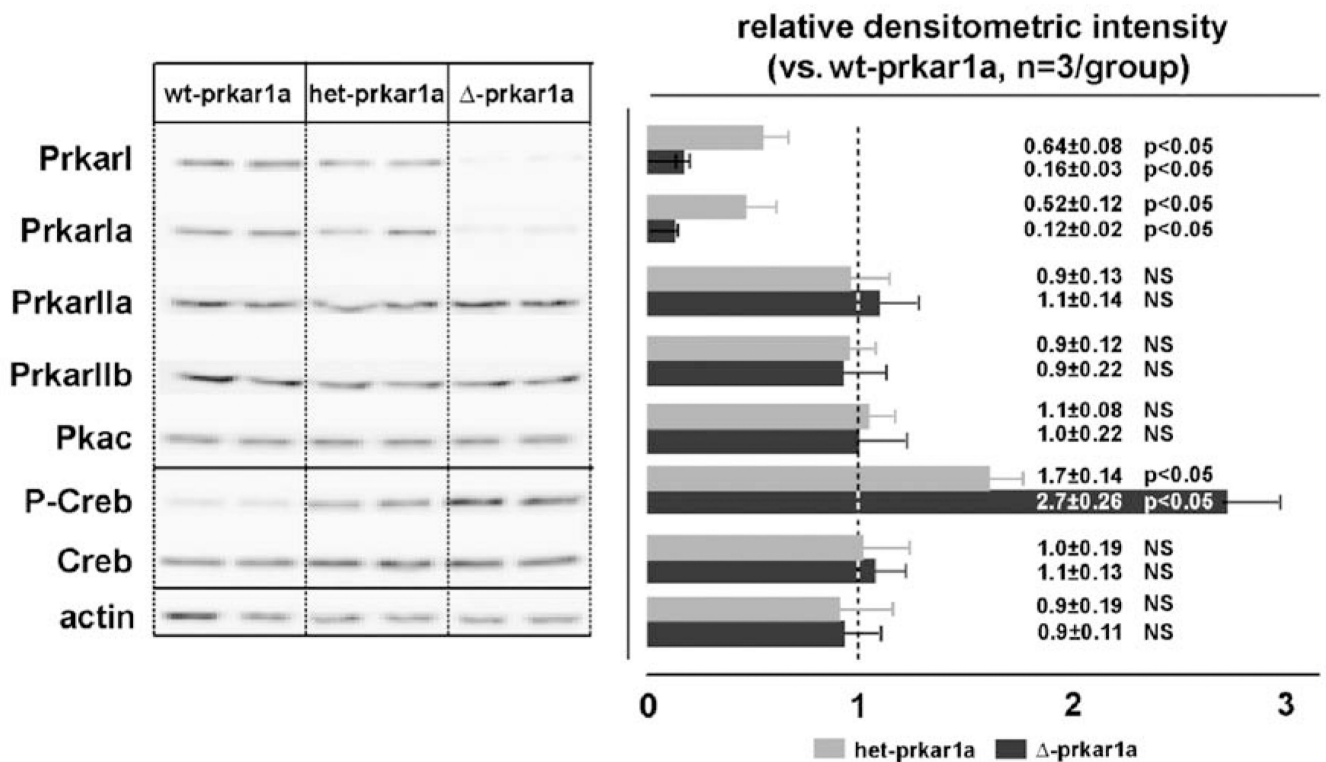 relative densitometric intensity
(vs. wt-prkar1a, n=3/group)
wt-prkar1a het-prkar1a Δ-prkar1a
PrkarI
PrkarIa
PrkarIIa
PrkarIIb
Pkac
P-Creb
Creb
actin
0.64±0.08 p<0.05
0.16±0.03 p<0.05
0.52±0.12 p<0.05
0.12±0.02 p<0.05
0.9±0.13 NS
1.1±0.14 NS
0.9±0.12 NS
0.9±0.22 NS
1.1±0.08 NS
1.0±0.22 NS
1.7±0.14 p<0.05
2.7±0.26 p<0.05
1.0±0.19 NS
1.1±0.13 NS
0.9±0.19 NS
0.9±0.11 NS
0 1 2 3
het-prkar1a Δ-prkar1a